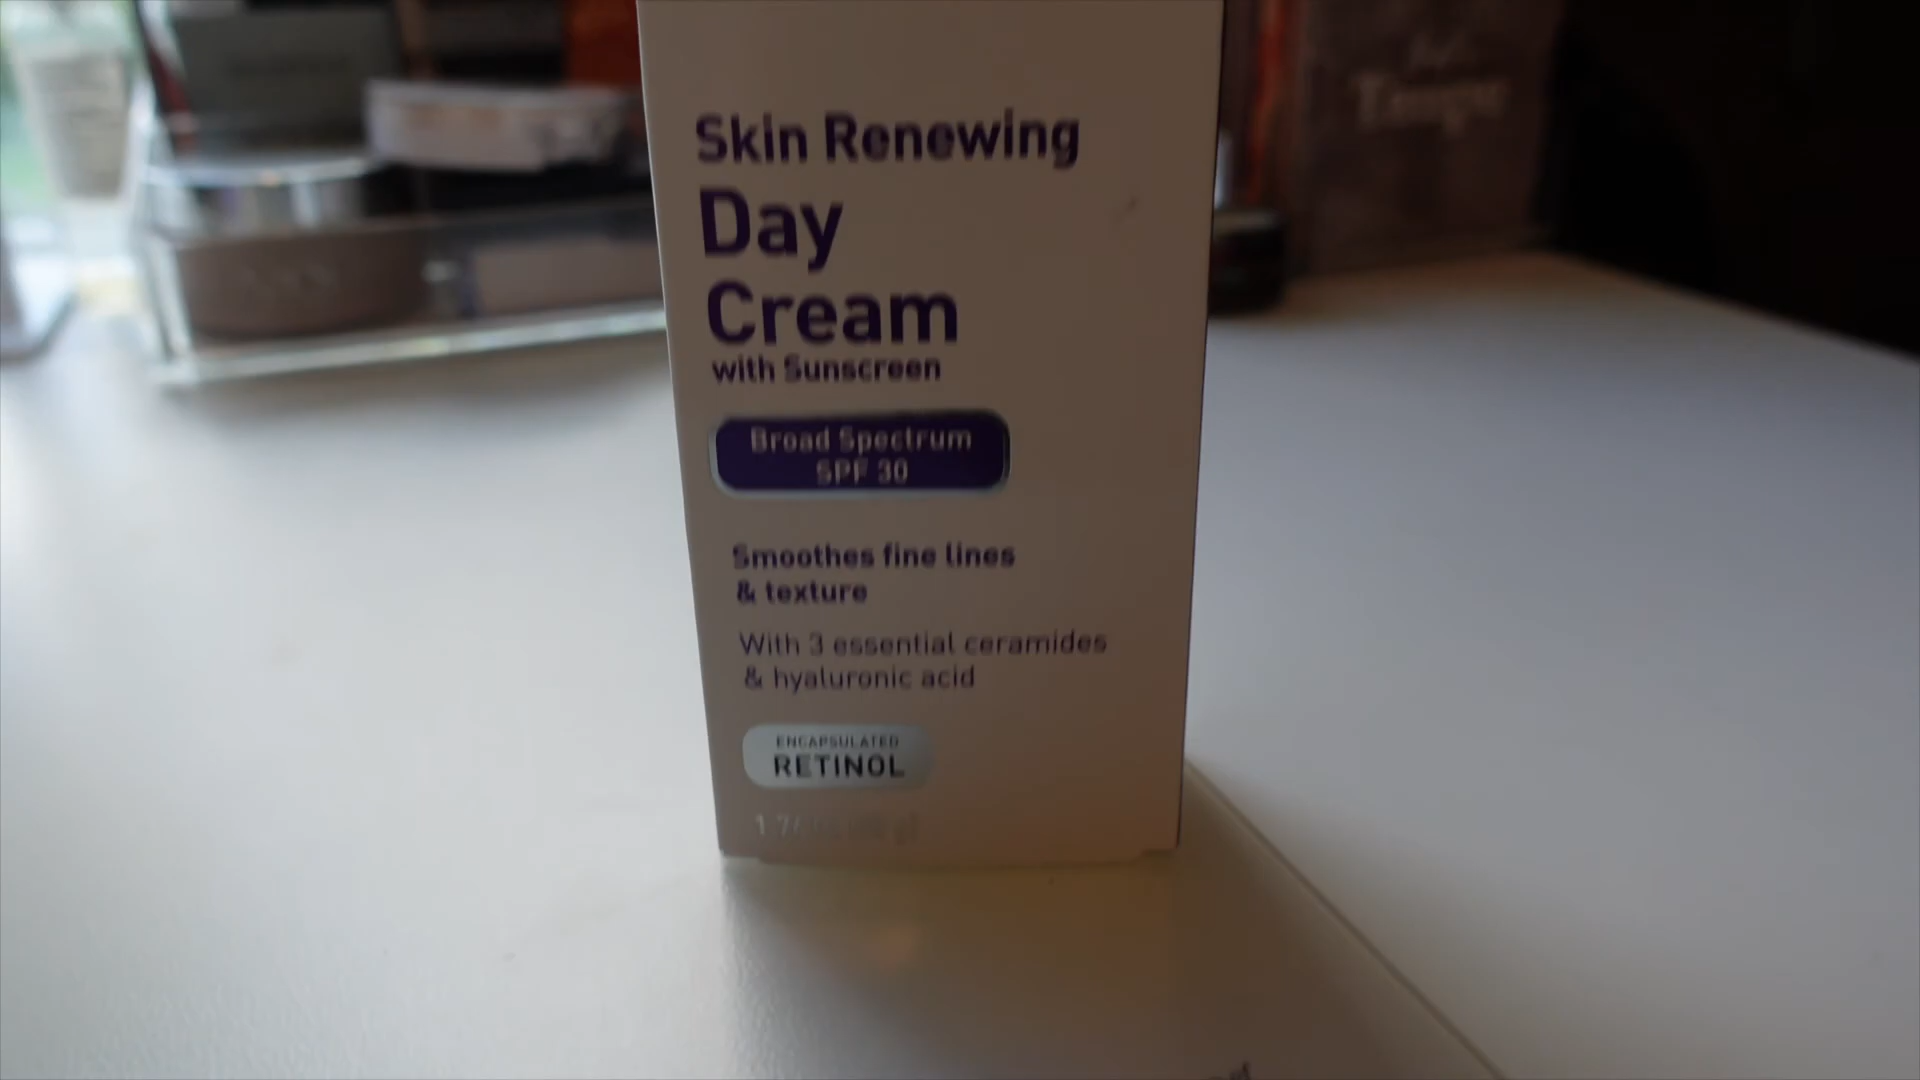 Skin Renewing
Day
Cream
with Sunscreen
Broad Spectrum
SPF 30
Smoothes fine lines
& texture
With 3 essential ceramides
& hyaluronic acid
ENCAPSULATED
RETINOL